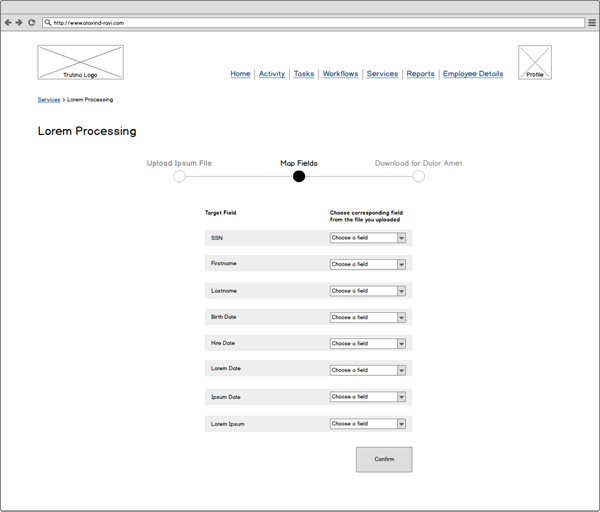 http://www.aravind-ravi.com
Trutina Logo
Home Activity Tasks Workflows Services Reports Employee Details
Profile
Services > Lorem Processing
Lorem Processing
Upload Ipsum File Map Fields Download for Dolor Amet
Target Field Choose corresponding field
from the file you uploaded
SSN Choose a field
Firstname Choose a field
Lastname Choose a field
Birth Date Choose a field
Hire Date Choose a field
Lorem Date Choose a field
Ipsum Date Choose a field
Lorem Ipsum Choose a field
Confirm